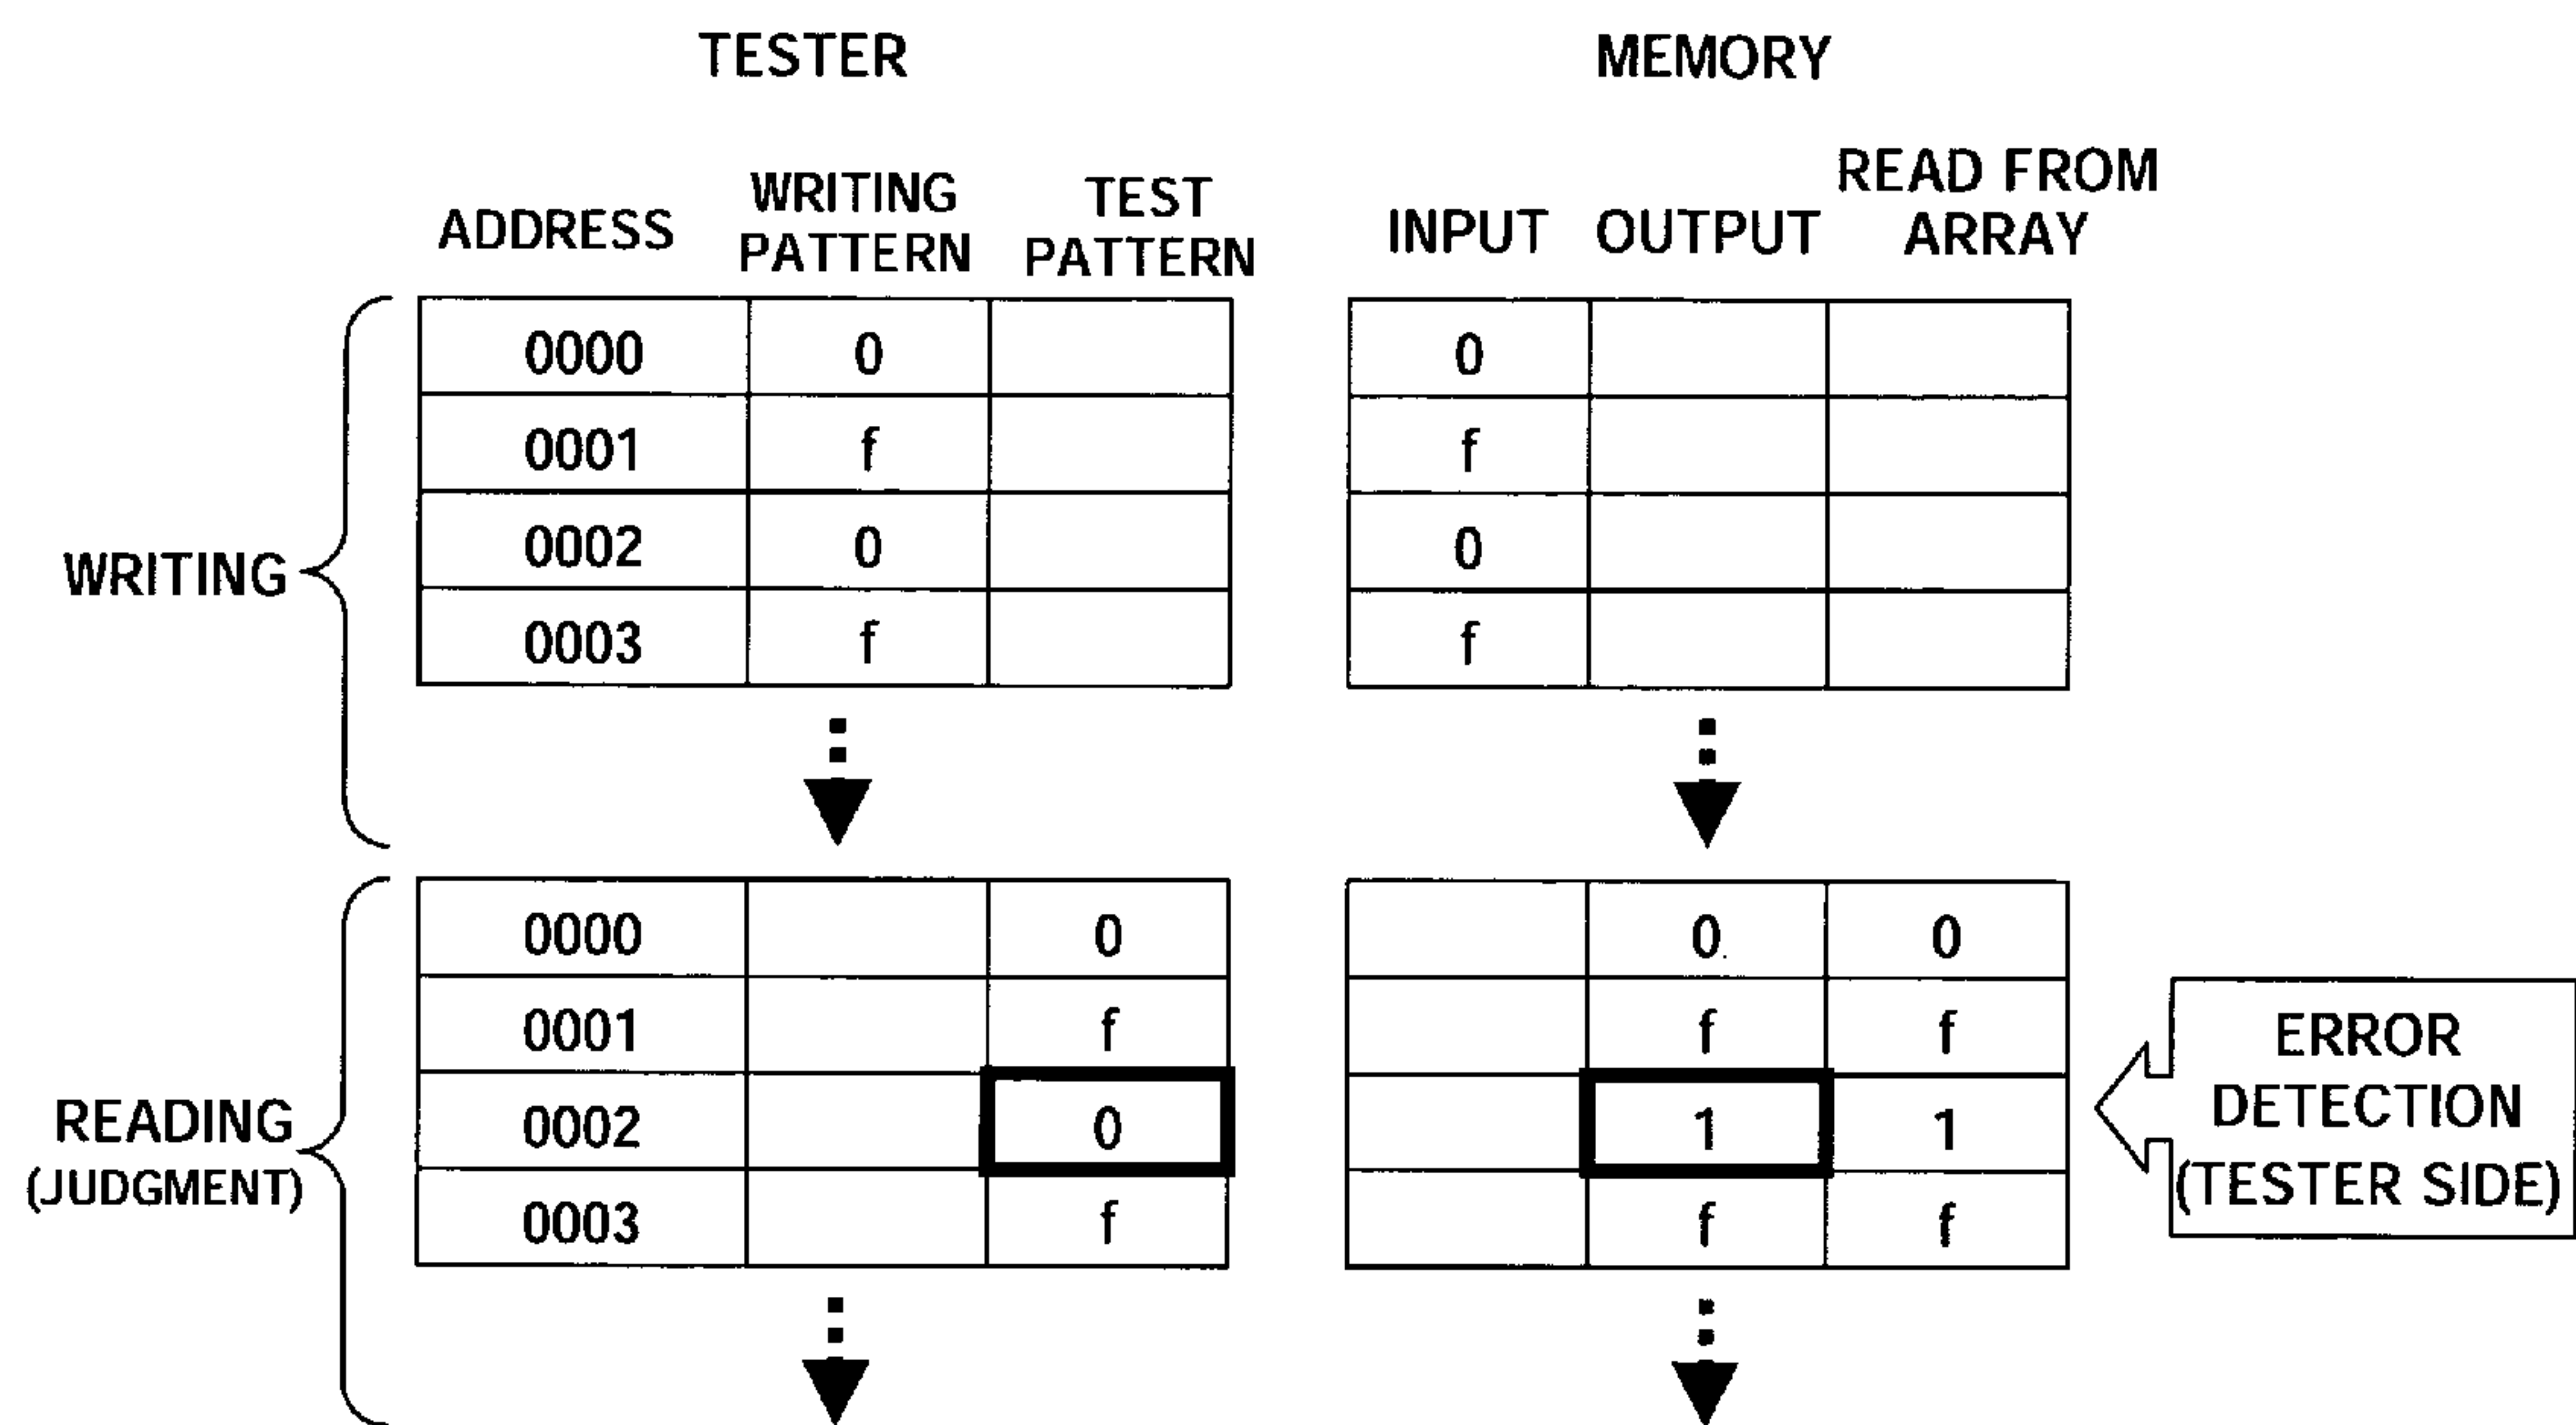 TESTER
MEMORY
ADDRESS
WRITING
PATTERN
TEST
PATTERN
INPUT
OUTPUT
READ FROM
ARRAY
WRITING
0000 0 0
0001 f f
0002 0 0
0003 f f
READING
(JUDGMENT)
0000 0 0 0
0001 f f f
0002 0 1 1
0003 f f f
ERROR
DETECTION
(TESTER SIDE)